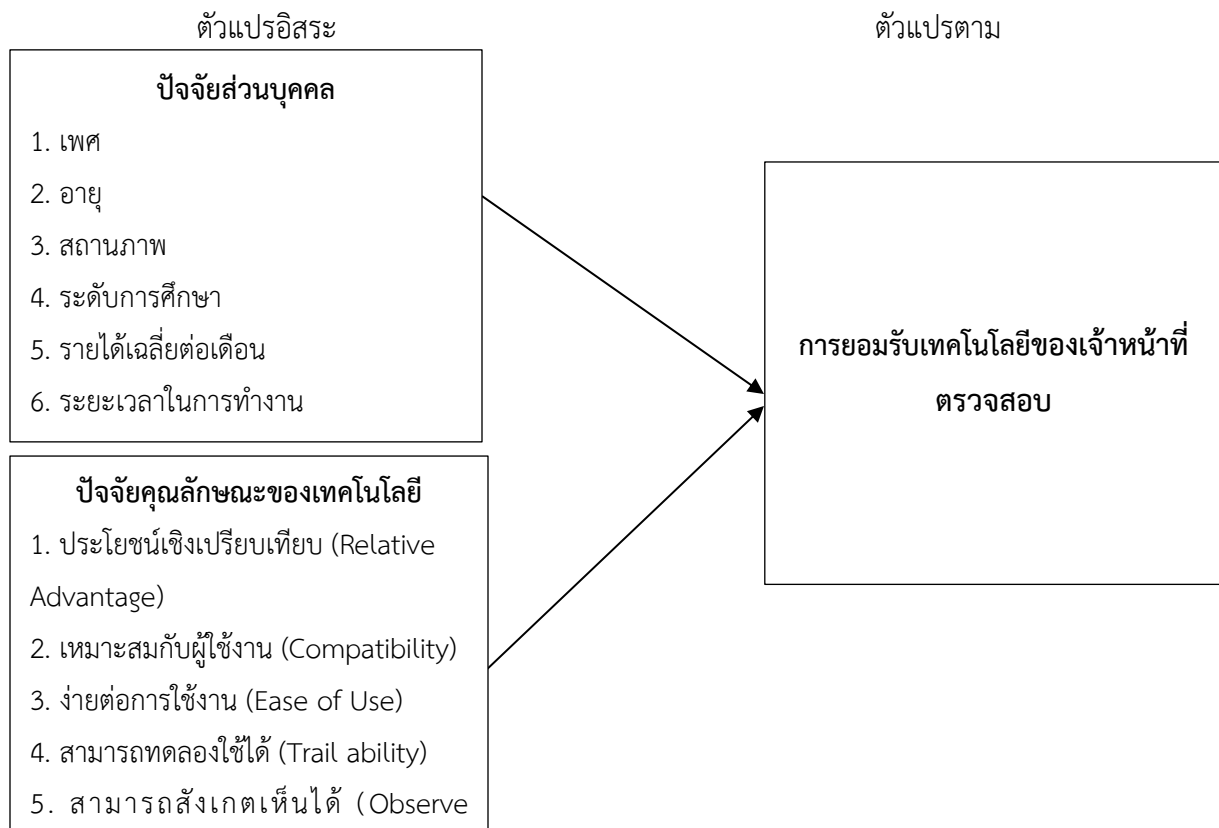 ตัวแปรอิสระ
ตัวแปรตาม
ปัจจัยส่วนบุคคล
1. เพศ
2. อายุ
3. สถานภาพ
4. ระดับการศึกษา
5. รายได้เฉลี่ยต่อเดือน
6. ระยะเวลาในการทำงาน
ปัจจัยคุณลักษณะของเทคโนโลยี
1. ประโยชน์เชิงเปรียบเทียบ (Relative
Advantage)
2. เหมาะสมกับผู้ใช้งาน (Compatibility)
3. ง่ายต่อการใช้งาน (Ease of Use)
4. สามารถทดลองใช้ได้ (Trail ability)
5. สามารถสังเกตเห็นได้ (Observe
การยอมรับเทคโนโลยีของเจ้าหน้าที่
ตรวจสอบ